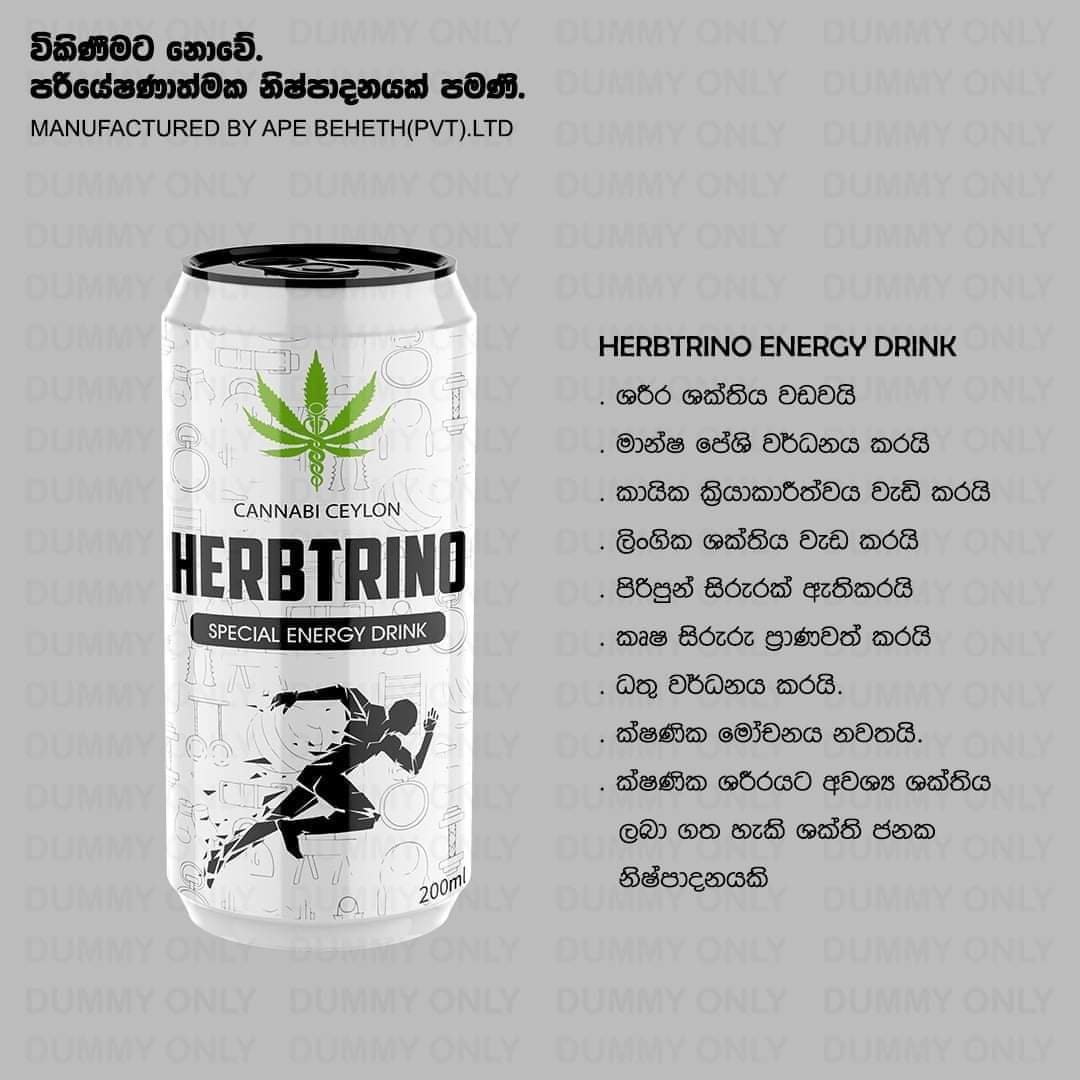 විකිණීමට නොවේ.
පරියේෂණාත්මක නිෂ්පාදනයක් පමණී.
MANUFACTURED BY APE BEHETH(PVT).LTD
CANNABI CEYLON
HERBTRINO
SPECIAL ENERGY DRINK
200ml
HERBTRINO ENERGY DRINK
. ශරීර ශක්තිය වඩවයි
. මාන්ෂ පේශි වර්ධනය කරයි
. කායික ක්‍රියාකාරීත්වය වැඩි කරයි
. ලිංගික ශක්තිය වැඩ කරයි
. පිරිපුන් සිරුරක් ඇතිකරයි
. කෘෂ සිරුරු ප්‍රාණවත් කරයි
. ධතු වර්ධනය කරයි.
. ක්ෂණික මෝචනය නවතයි.
. ක්ෂණික ශරීරයට අවශ්‍ය ශක්තිය
ලබා ගත හැකි ශක්ති ජනක
නිෂ්පාදනයකි
DUMMY ONLY